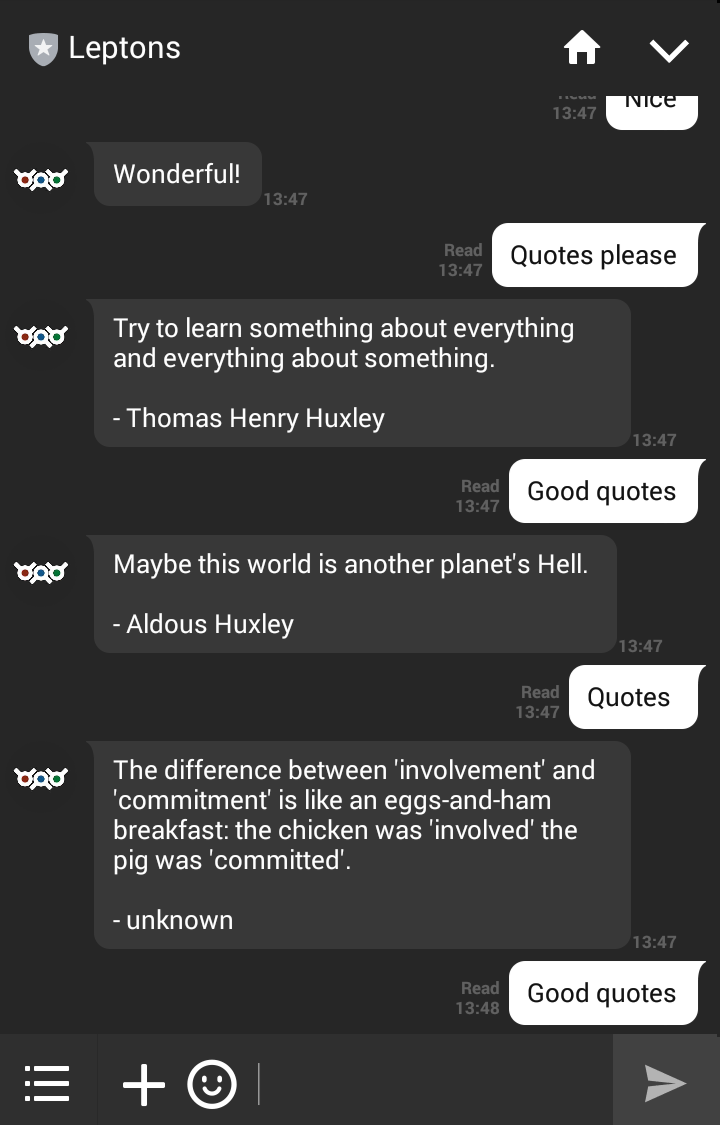 Leptons
Read
13:47
Nice
Wonderful!
13:47
Read
13:47
Quotes please
Try to learn something about everything
and everything about something.
- Thomas Henry Huxley
13:47
Read
13:47
Good quotes
Maybe this world is another planet's Hell.
- Aldous Huxley
13:47
Read
13:47
Quotes
The difference between 'involvement' and
'commitment' is like an eggs-and-ham
breakfast: the chicken was 'involved' the
pig was 'committed'.
- unknown
13:47
Read
13:48
Good quotes